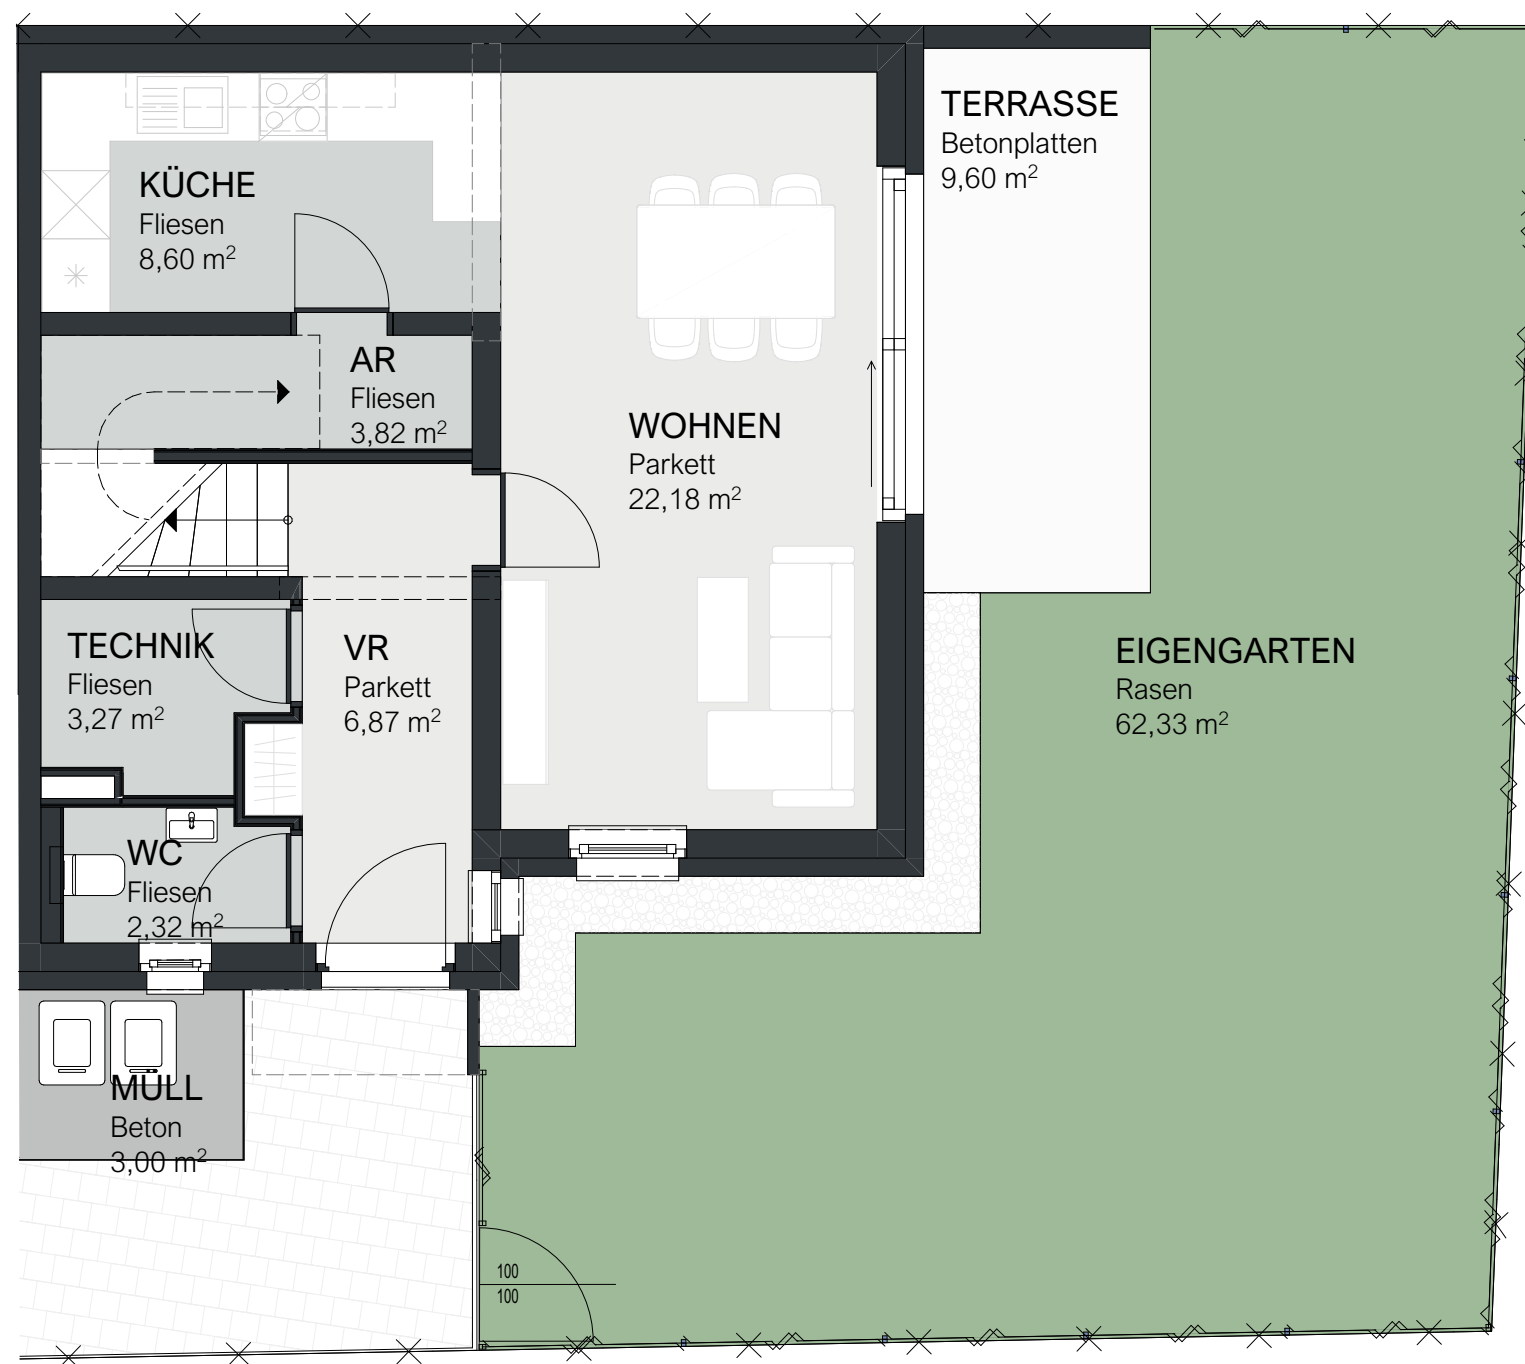 TERRASSE
Betonplatten
9,60 m²
KÜCHE
Fliesen
8,60 m²
AR
Fliesen
3,82 m²
WOHNEN
Parkett
22,18 m²
TECHNIK
Fliesen
3,27 m²
VR
Parkett
6,87 m²
EIGENGARTEN
Rasen
62,33 m²
WC
Fliesen
2,32 m²
MÜLL
Beton
3,00 m²
100
100